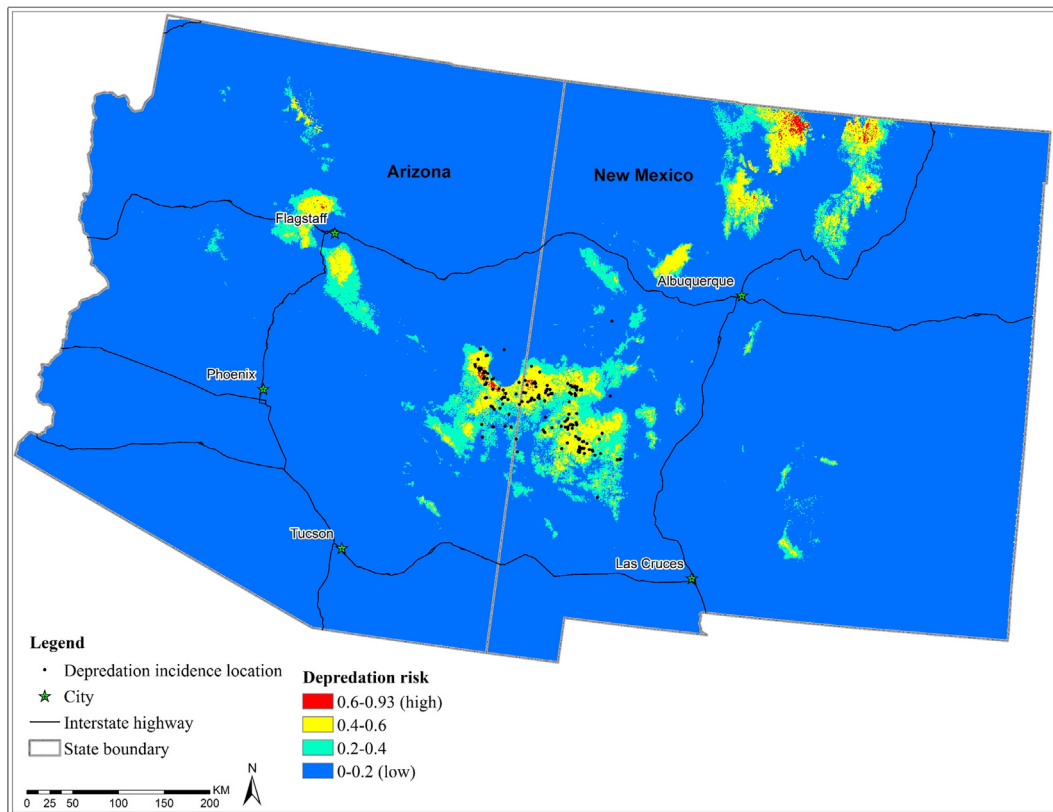 Arizona
New Mexico
Flagstaff
Albuquerque
Phoenix
Tucson
Las Cruces
Legend
Depredation incidence location
City
Interstate highway
State boundary
Depredation risk
0.6-0.93 (high)
0.4-0.6
0.2-0.4
0-0.2 (low)
N
KM
0 25 50 100 150 200